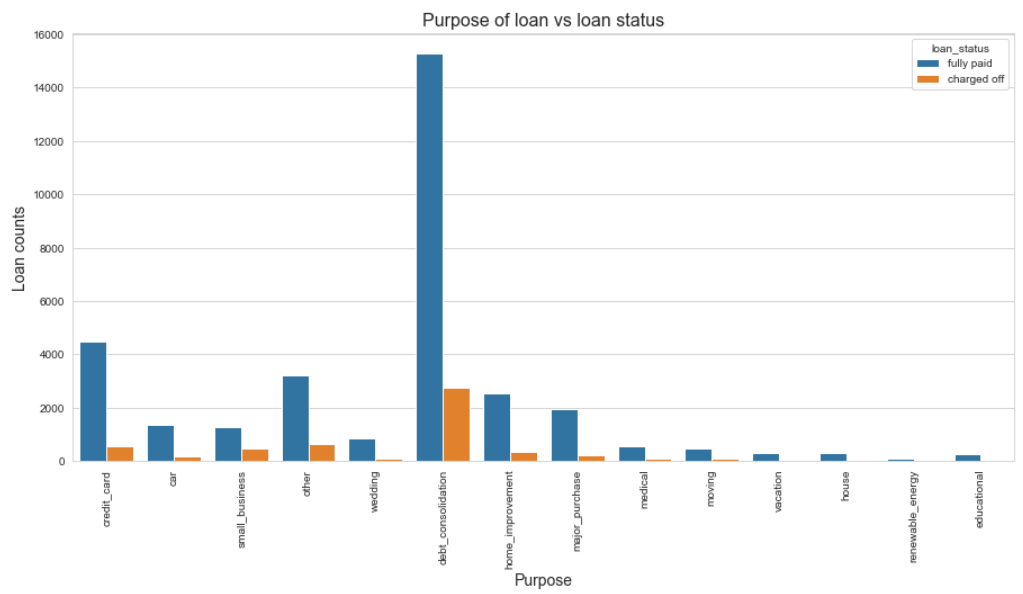 Purpose of loan vs loan status
loan_status
fully paid
charged off
Loan counts
16000
14000
12000
10000
8000
6000
4000
2000
0
credit_card
car
small_business
other
wedding
debt_consolidation
home_improvement
major_purchase
medical
moving
vacation
house
renewable_energy
educational
Purpose